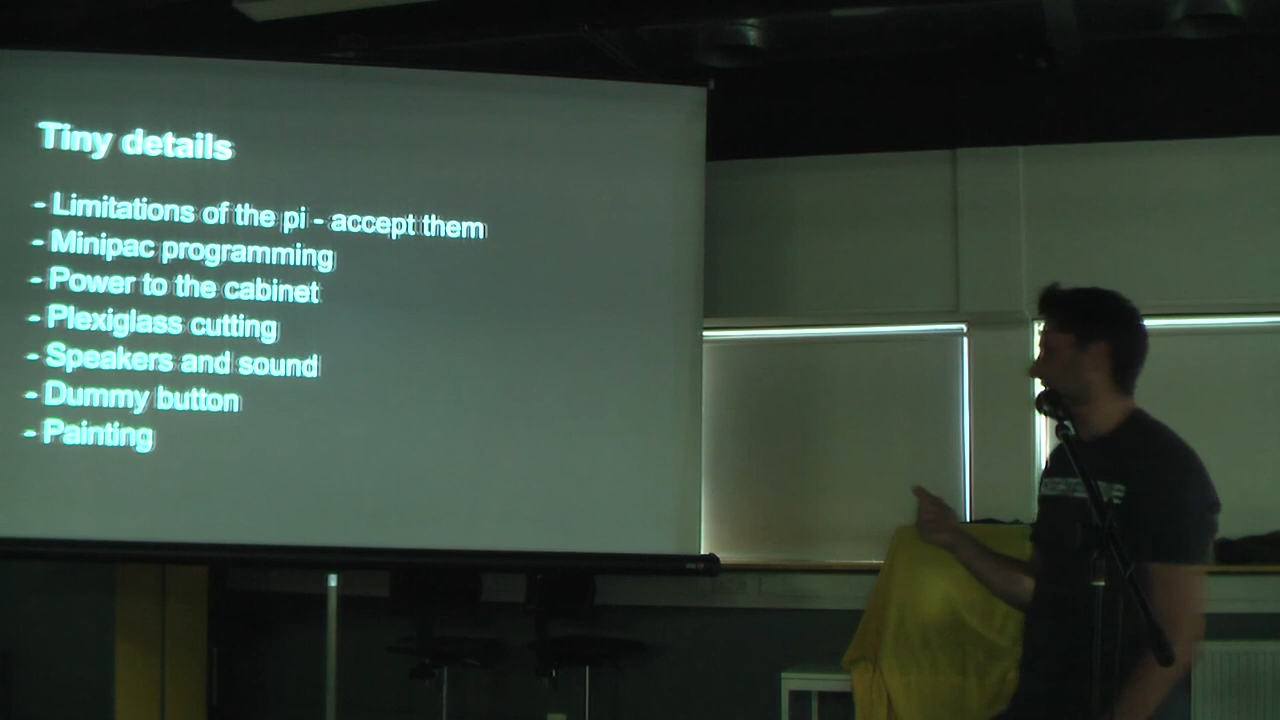 Tiny details
- Limitations of the pi - accept them
- Minipac programming
- Power to the cabinet
- Plexiglass cutting
- Speakers and sound
- Dummy button
- Painting